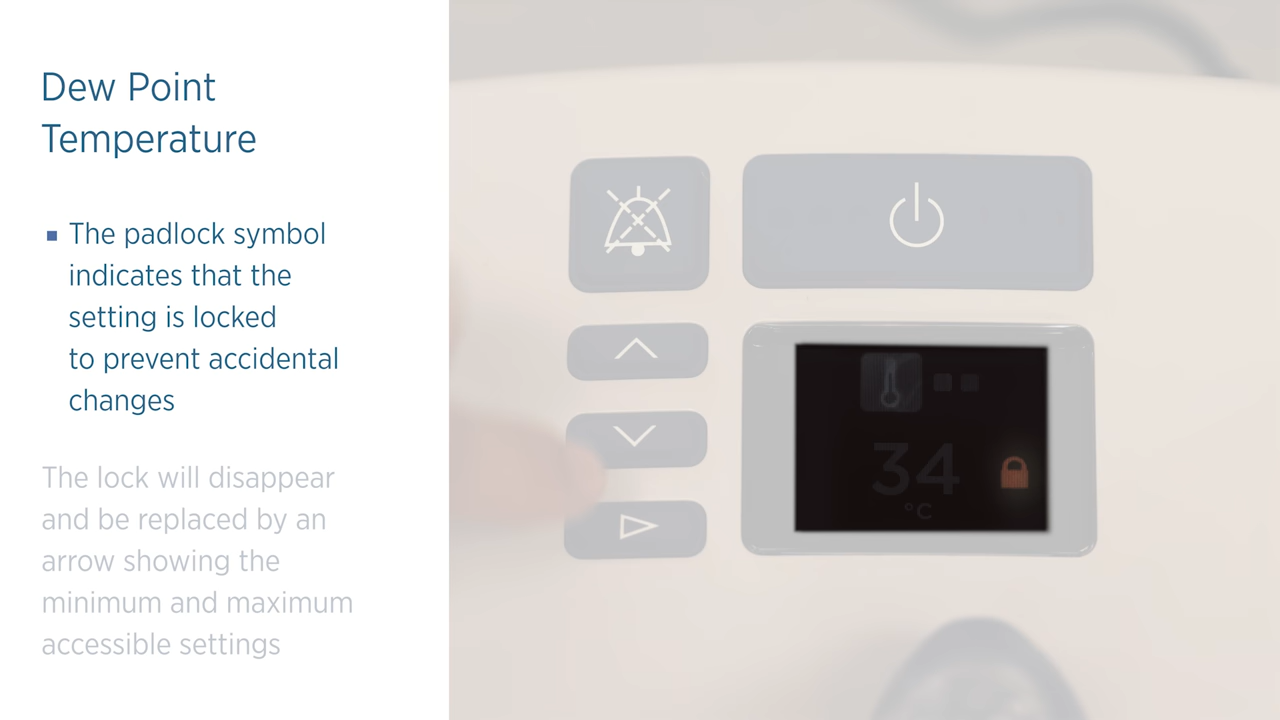 Dew Point
Temperature
The padlock symbol
indicates that the
setting is locked
to prevent accidental
changes
The lock will disappear
and be replaced by an
arrow showing the
minimum and maximum
accessible settings
34
°C